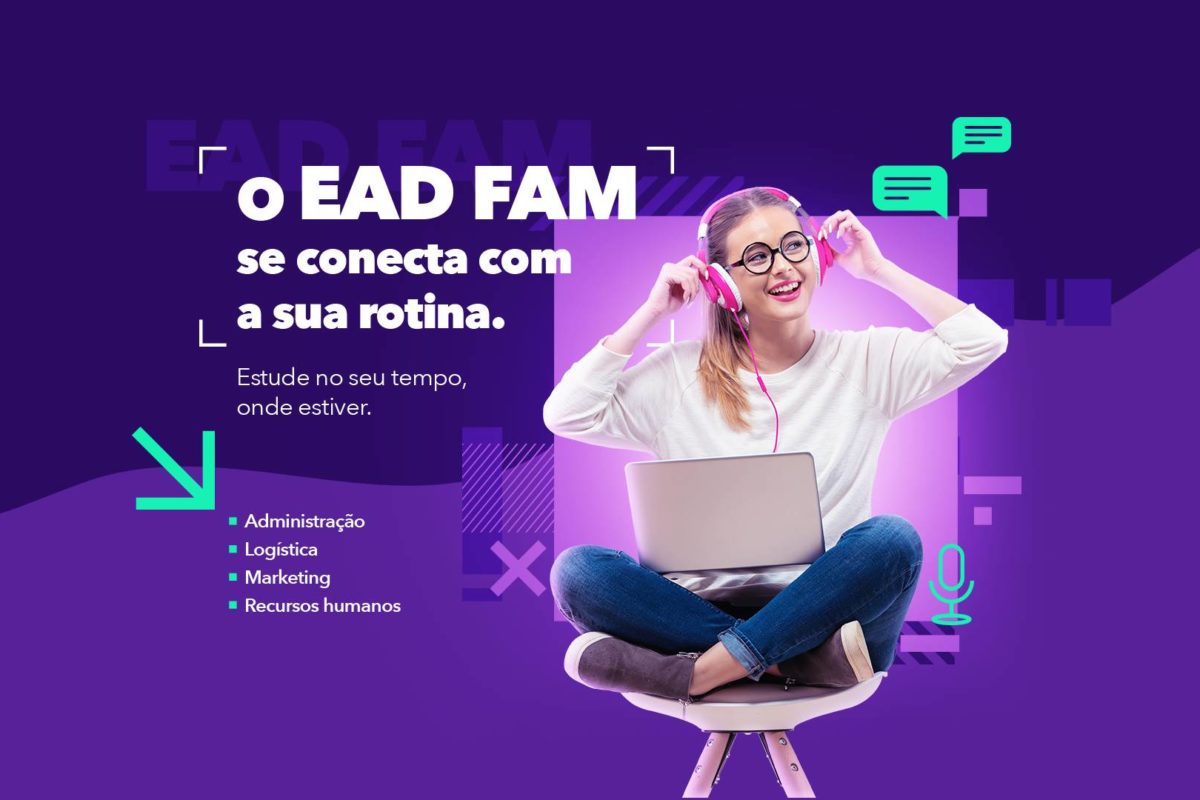 EAD FAM
o EAD FAM
se conecta com
a sua rotina.
Estude no seu tempo,
onde estiver.
Administração
Logística
Marketing
Recursos humanos